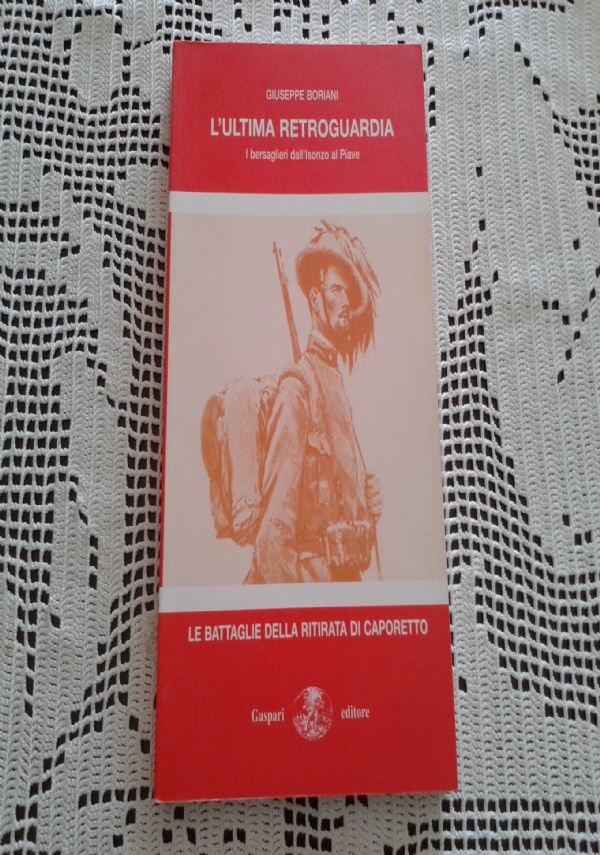 GIUSEPPE BORIANI
L'ULTIMA RETROGUARDIA
I bersaglieri dall'Isonzo al Piave
LE BATTAGLIE DELLA RITIRATA DI CAPORETTO
Gaspari editore